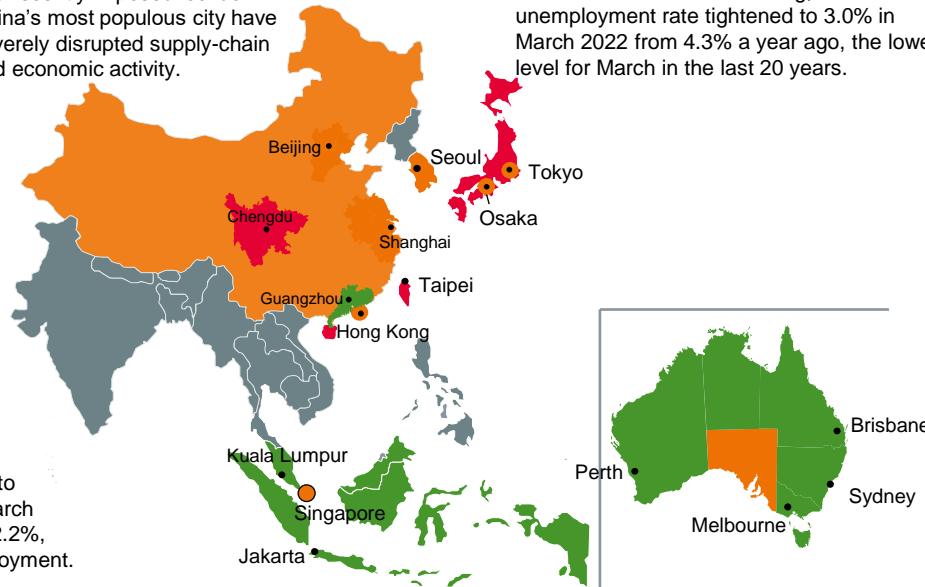 ina's most populous city have
verely disrupted supply-chain
d economic activity.
unemployment rate tightened to 3.0% in
March 2022 from 4.3% a year ago, the lowe
level for March in the last 20 years.
Beijing
Seoul
Tokyo
Osaka
Chengdu
Shanghai
Taipei
Guangzhou
Hong Kong
Kuala Lumpur
Singapore
Jakarta
to
arch
2.2%,
oyment.
Brisbane
Perth
Sydney
Melbourne